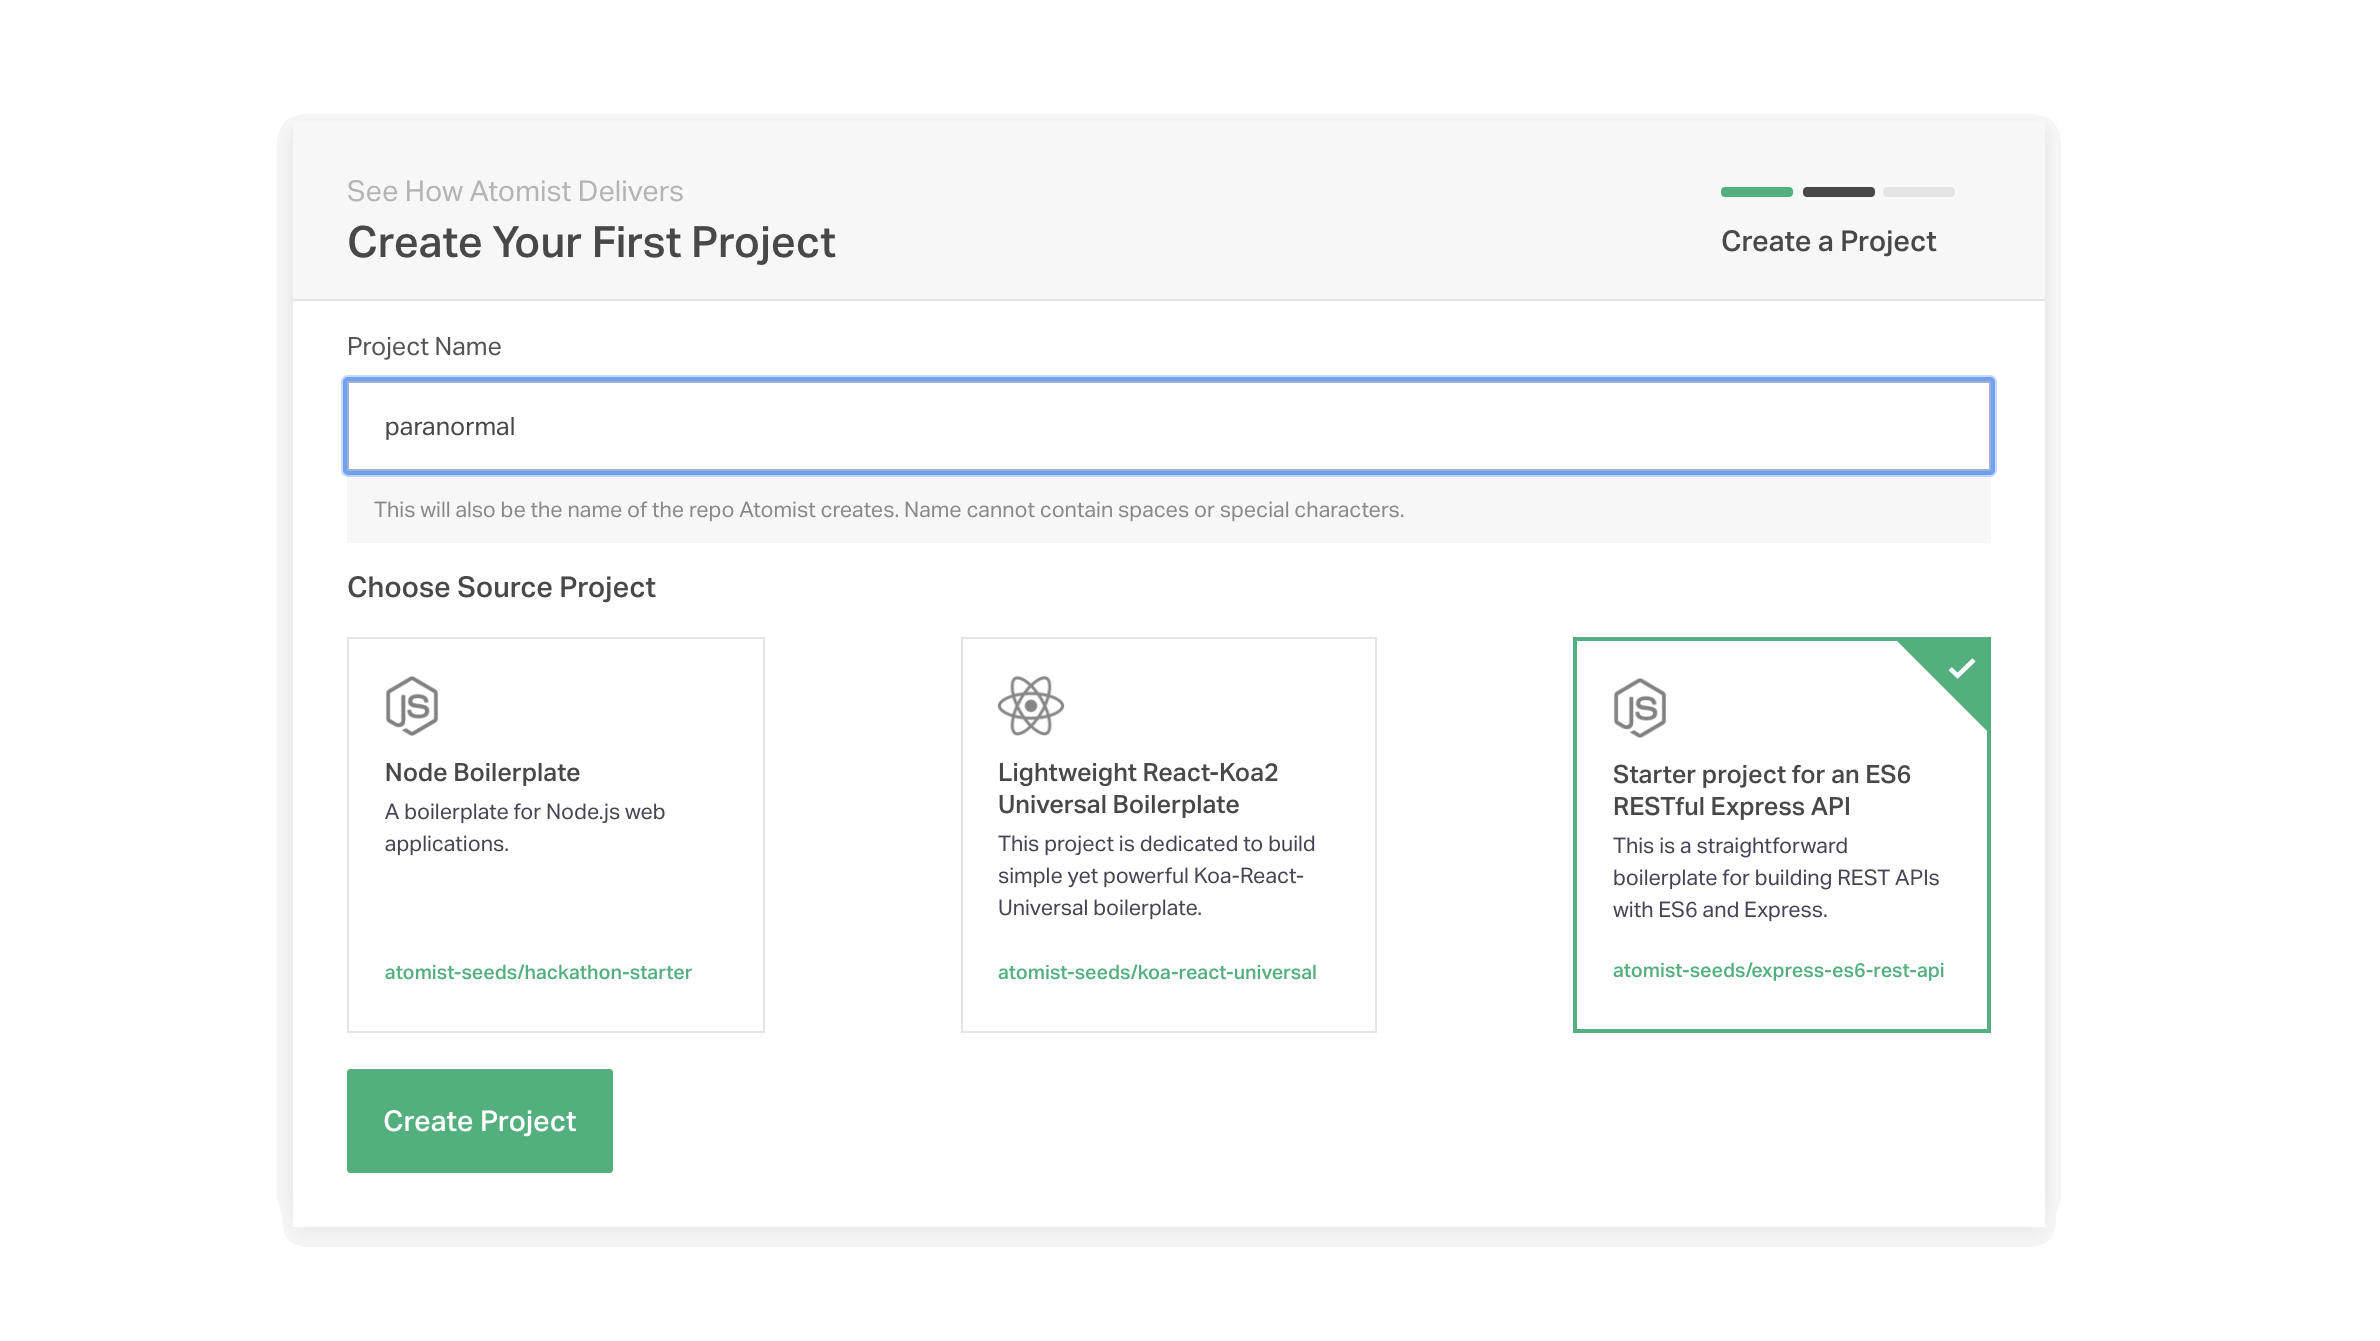 See How Atomist Delivers
Create Your First Project
Create a Project
Project Name
paranormal
This will also be the name of the repo Atomist creates. Name cannot contain spaces or special characters.
Choose Source Project
JS
Node Boilerplate
A boilerplate for Node.js web
applications.
atomist-seeds/hackathon-starter
Lightweight React-Koa2
Universal Boilerplate
This project is dedicated to build
simple yet powerful Koa-React-
Universal boilerplate.
atomist-seeds/koa-react-universal
JS
Starter project for an ES6
RESTful Express API
This is a straightforward
boilerplate for building REST APIs
with ES6 and Express.
atomist-seeds/express-es6-rest-api
Create Project